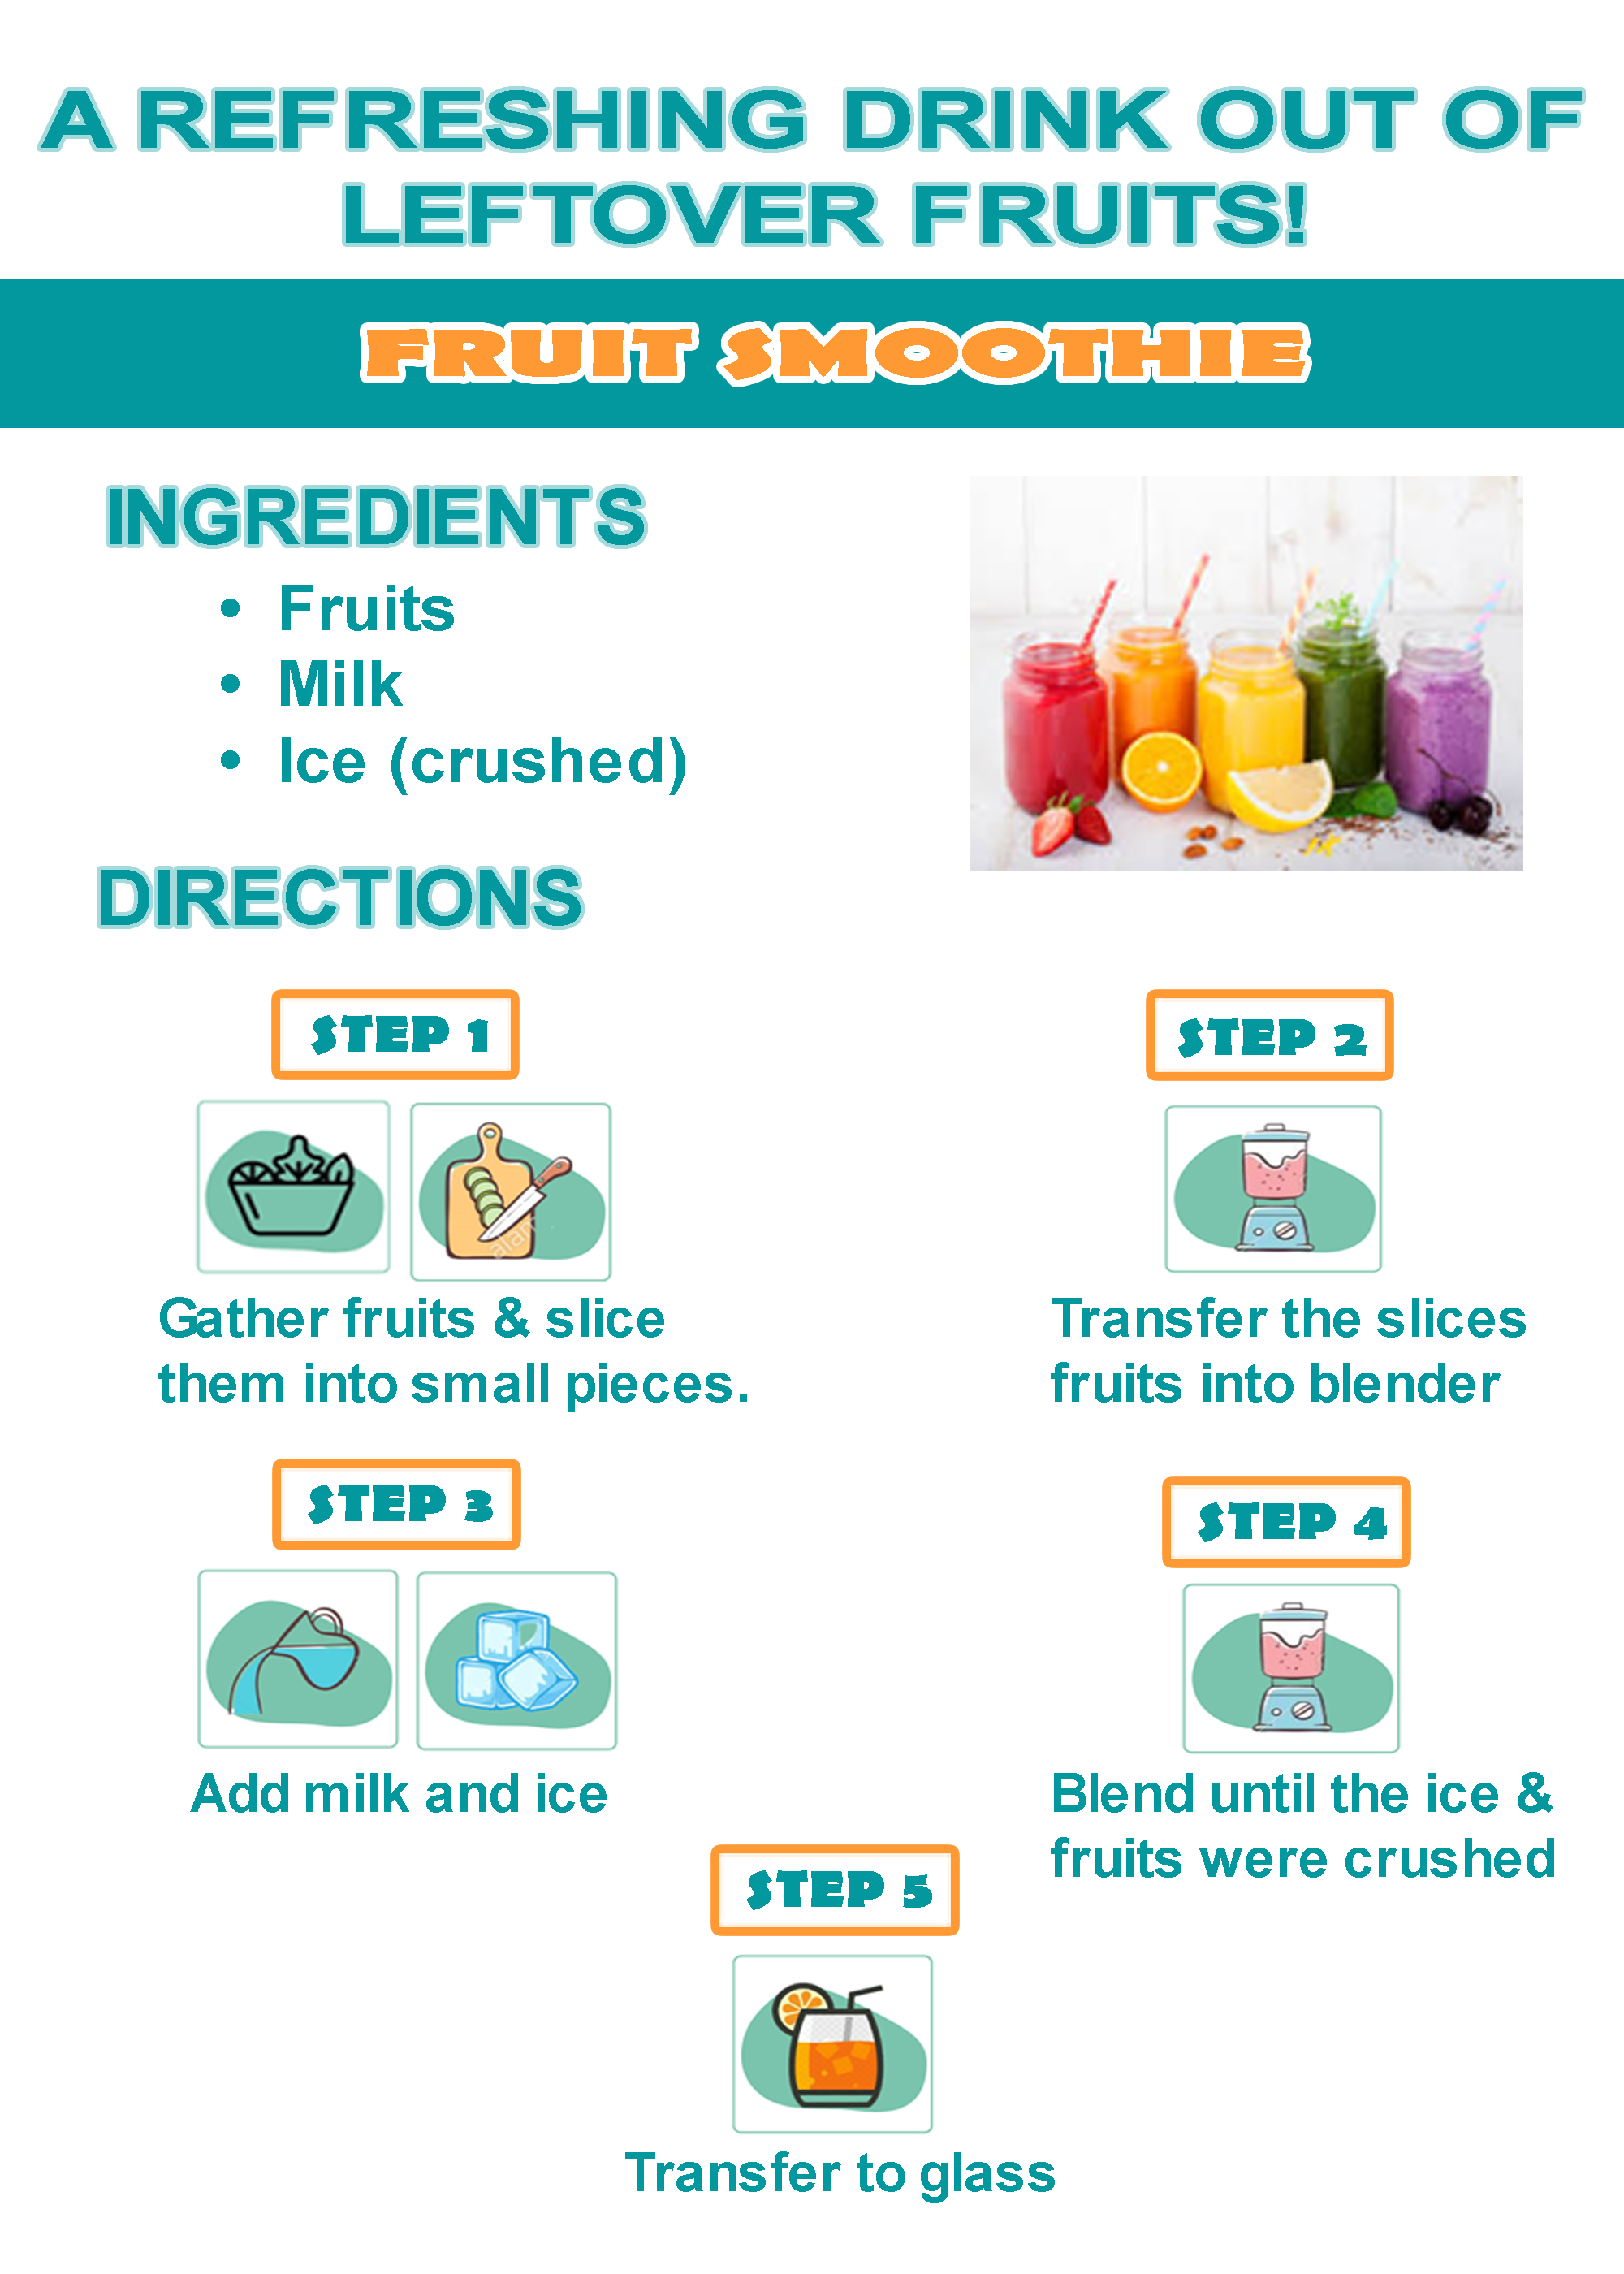 A REFRESHING DRINK OUT OF
LEFTOVER FRUITS!
FRUIT SMOOTHIE
INGREDIENTS
• Fruits
• Milk
• Ice (crushed)
DIRECTIONS
STEP 1
Gather fruits & slice
them into small pieces.
STEP 2
Transfer the slices
fruits into blender
STEP 3
Add milk and ice
STEP 4
Blend until the ice &
fruits were crushed
STEP 5
Transfer to glass